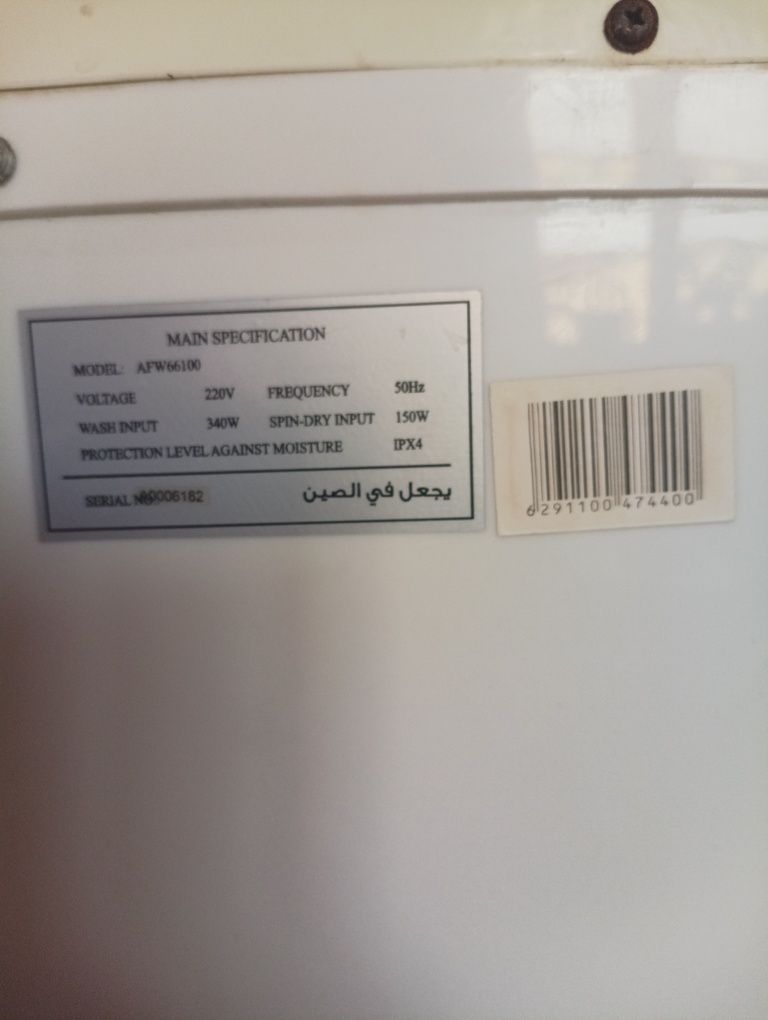 MAIN SPECIFICATION
MODEL: AFW66100
VOLTAGE 220V FREQUENCY 50Hz
WASH INPUT 340W SPIN-DRY INPUT 150W
PROTECTION LEVEL AGAINST MOISTURE IPX4
SERIAL يجعل في الصين
6291100474400